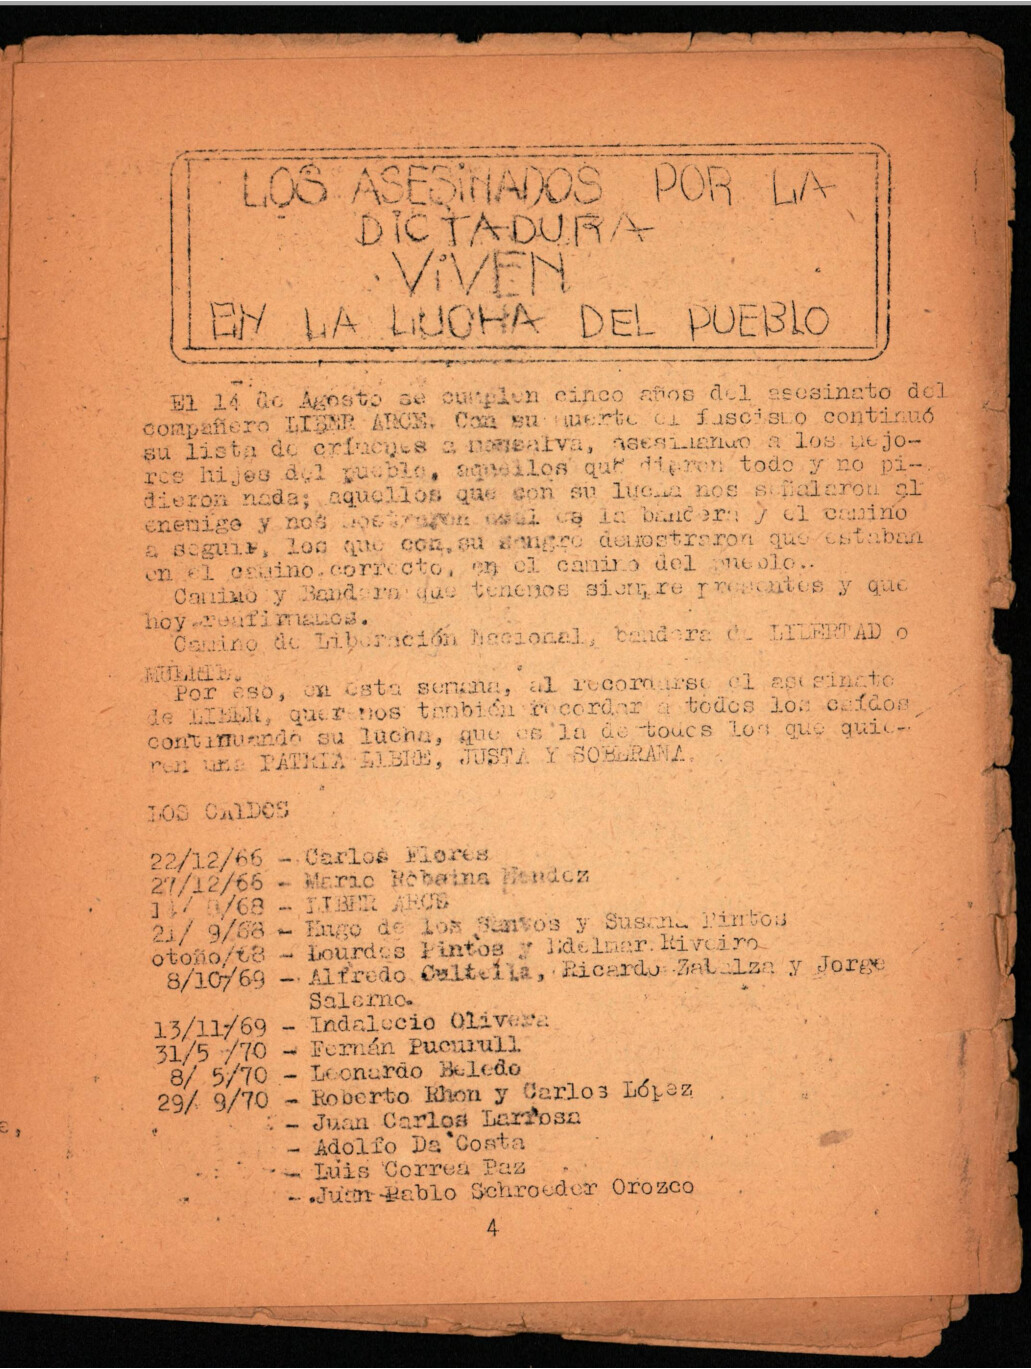 LOS ASESINADOS POR LA
DICTADURA
VIVEN
EN LA LUCHA DEL PUEBLO
El 14 de Agosto se cumplen cinco años del asesinato del
compañero LIBER ARCE. Con su muerte el fascismo continuó
su lista de crímenes a mansalva, asesinando a los mejo-
res hijos del pueblo, aquellos que dieron todo y no pi-
dieron nada; aquellos que con su lucha nos señalaron al
enemigo y nos mostraron cual es la bandera y el camino
a seguir, los que con su sangre demostraron que estaban
en el camino correcto, en el camino del pueblo..
Camino y Bandera que tenemos siempre presentes y que
hoy reafirmamos.
Camino de Liberación Nacional, bandera de LIBERTAD o
MUERTE.
Por eso, en esta semana, al recordarse el asesinato
de LIBER, queremos también recordar a todos los caídos
continuando su lucha, que es la de todos los que quie-
ren una PATRIA LIBRE, JUSTA Y SOBERANA.
LOS CAIDOS
22/12/66 - Carlos Flores
27/12/66 - Mario Robaina Mendez
14/ 8/68 - LIBER ARCE
21/ 9/68 - Hugo de los Santos y Susana Pintos
otoño/68 - Lourdes Pintos y Edelmar Riveiro
8/10/69 - Alfredo Cultella, Ricardo Zabalza y Jorge
Salerno.
13/11/69 - Indalecio Olivera
31/5 /70 - Fernán Pucurull
8/ 5/70 - Leonardo Beledo
29/ 9/70 - Roberto Rhon y Carlos López
- Juan Carlos Larrosa
- Adolfo Da Costa
- Luis Correa Paz
- Juan Pablo Schroeder Orozco
4